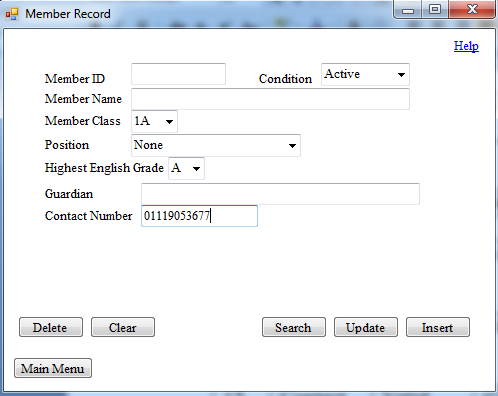 Member Record
Help
Member ID
Condition Active
Member Name
Member Class 1A
Position None
Highest English Grade A
Guardian
Contact Number 01119053677
Delete Clear Search Update Insert
Main Menu